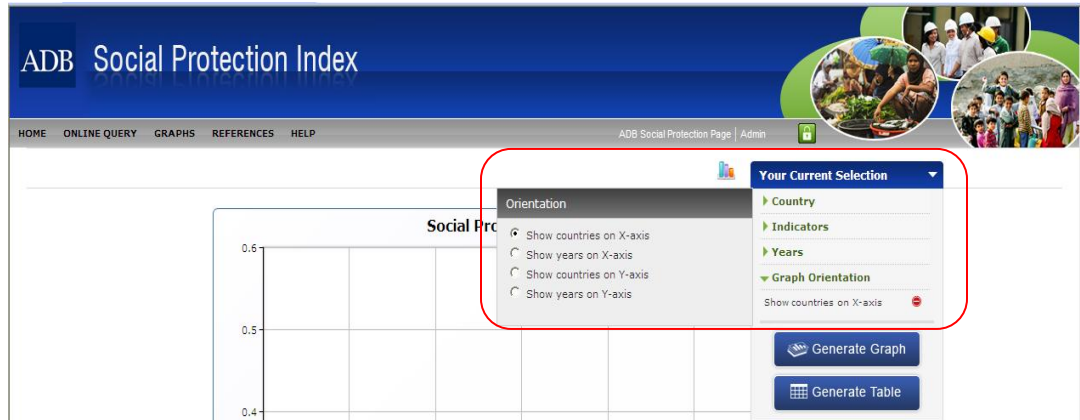 ADB Social Protection Index
HOME ONLINE QUERY GRAPHS REFERENCES HELP
ADB Social Protection Page | Admin
Your Current Selection
Orientation
Show countries on X-axis
Show years on X-axis
Show countries on Y-axis
Show years on Y-axis
Country
Indicators
Years
Graph Orientation
Show countries on X-axis
Generate Graph
Generate Table
Social Pro
0.6
0.5
0.4